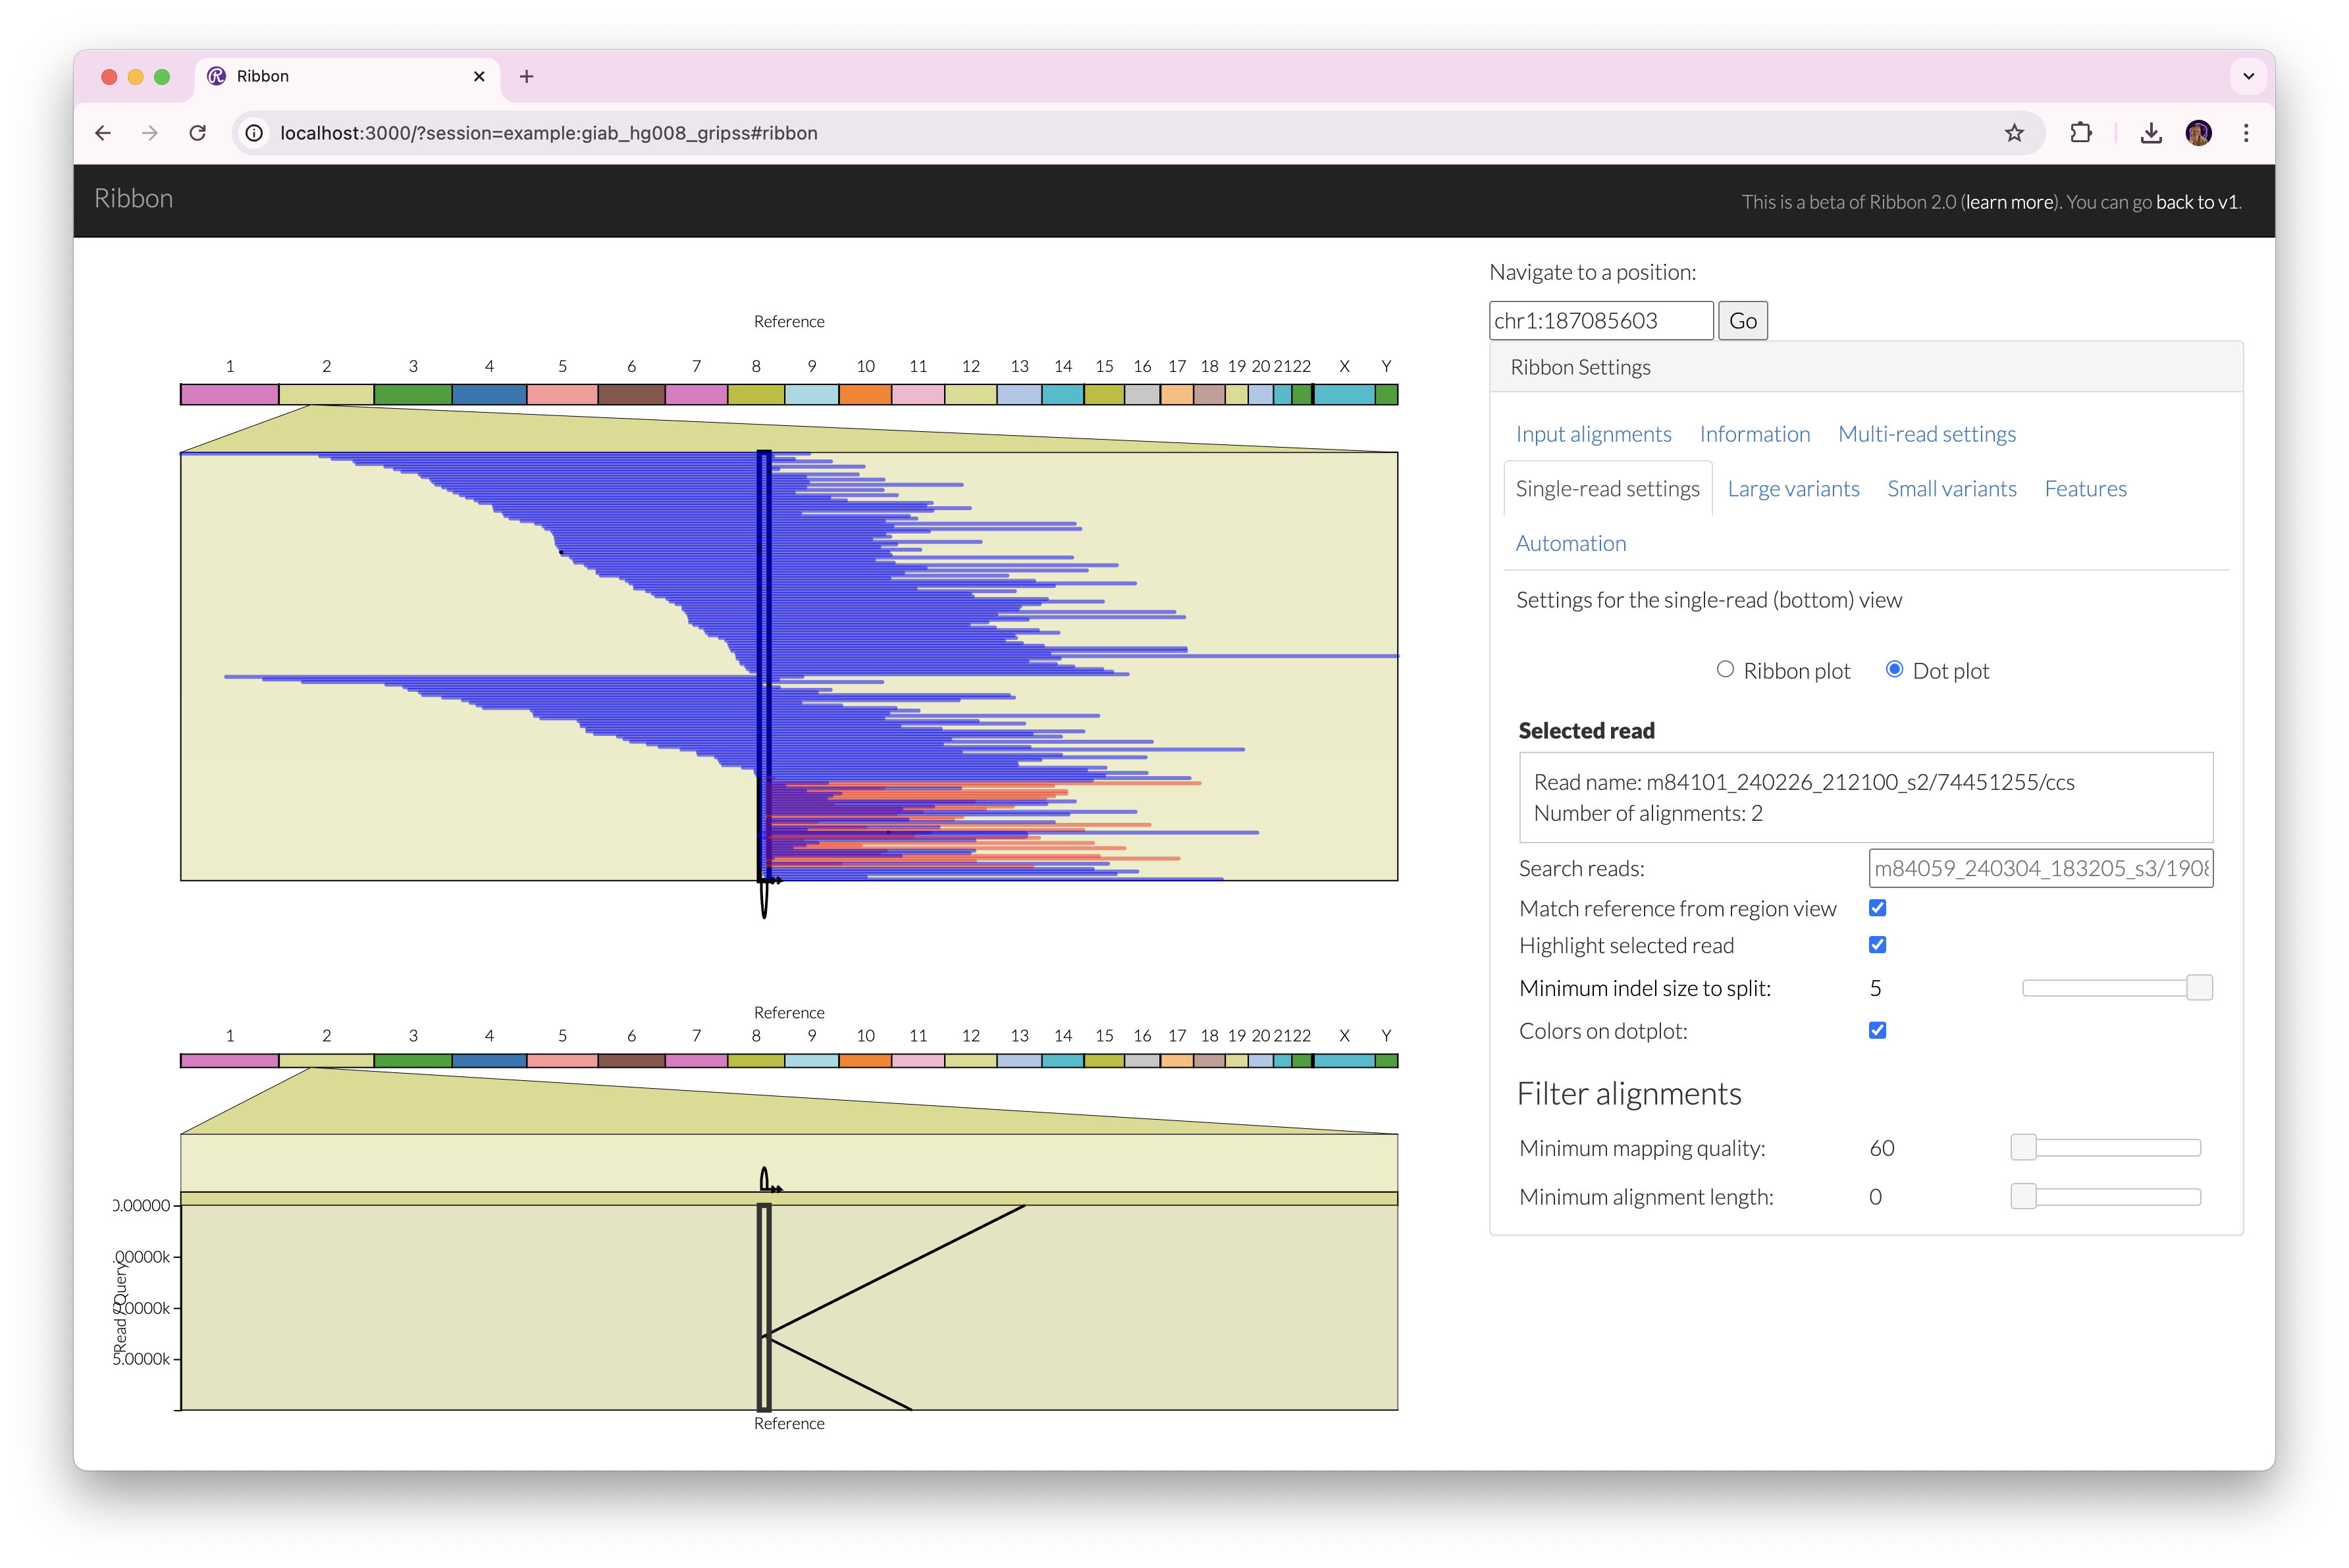 Ribbon
localhost:3000/?session=example:giab_hg008_gripss#ribbon
Ribbon
This is a beta of Ribbon 2.0 (learn more). You can go back to v1.
Reference
1 2 3 4 5 6 7 8 9 10 11 12 13 14 15 16 17 18 19 20 21 22 X Y
Reference
1 2 3 4 5 6 7 8 9 10 11 12 13 14 15 16 17 18 19 20 21 22 X Y
0.00000
.00000k
0.0000k
5.0000k
Read / Query
Reference
Navigate to a position:
chr1:187085603 Go
Ribbon Settings
Input alignments Information Multi-read settings
Single-read settings Large variants Small variants Features
Automation
Settings for the single-read (bottom) view
Ribbon plot Dot plot
Selected read
Read name: m84101_240226_212100_s2/74451255/ccs
Number of alignments: 2
Search reads: m84059_240304_183205_s3/1908
Match reference from region view
Highlight selected read
Minimum indel size to split: 5
Colors on dotplot:
Filter alignments
Minimum mapping quality: 60
Minimum alignment length: 0